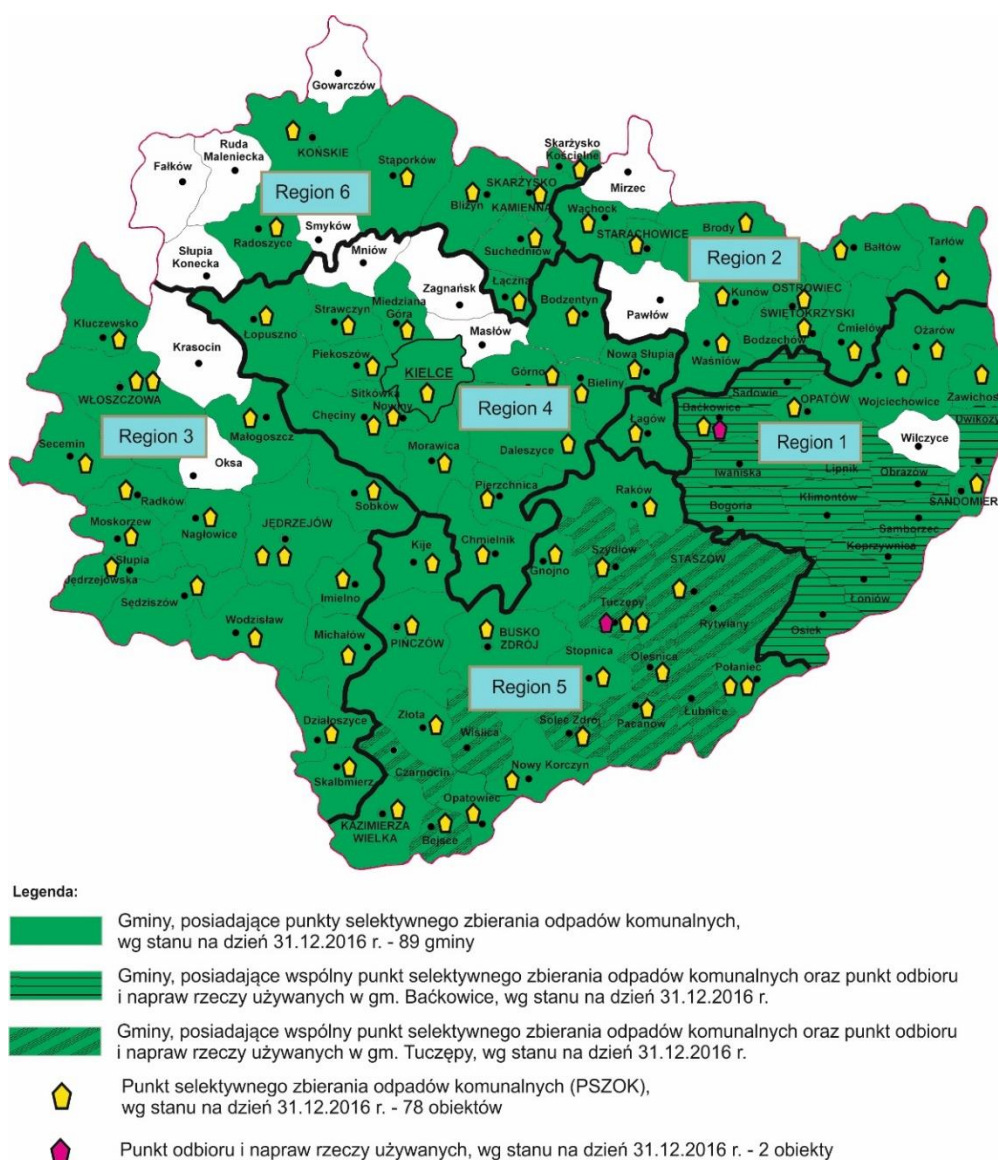 Gowarczów
Ruda
Maleniecka
Fałków
KOŃSKIE
Stąporków
Skarżysko
Kościelne
Mirzec
Region 6
Bliżyn
SKARŻYSKO
KAMIENNA
Wąchock
Radoszyce
Smyków
Mniów
Suchedniów
STARACHOWICE
Brody
Bałtów
Tarłów
Słupia
Konecka
Zagnańsk
Łączna
Region 2
Kluczewsko
Łopuszno
Strawczyn
Miedziana
Góra
Masłów
Bodzentyn
Pawłów
Kunów
OSTROWIEC
ŚWIĘTOKRZYSKI
Bodzechów
Ćmielów
Ożarów
Krasocin
Piekoszów
KIELCE
Nowa Słupia
Waśniów
Górno
Bieliny
WŁOSZCZOWA
Sitkówka
Nowiny
Chęciny
Region 4
Sadowie
Wojciechowice
Zawichost
OPATÓW
Dwikozy
Baćkowice
Region 3
Małogoszcz
Morawica
Daleszyce
Łagów
Region 1
Wilczyce
Secemin
Oksa
Iwaniska
Lipnik
Obrazów
Radków
Sobków
Pierzchnica
Raków
SANDOMIERZ
Moskorzew
Nagłowice
JĘDRZEJÓW
Bogoria
Klimontów
Samborzec
Słupia
Jędrzejowska
Kije
Chmielnik
Gnojno
Szydłów
STASZÓW
Koprzywnica
Sędziszów
Imielno
Łoniów
Tuczępy
Rytwiany
Osiek
Wodzisław
Michałów
PIŃCZÓW
BUSKO
ZDRÓJ
Stopnica
Oleśnica
Połaniec
Region 5
Łubnice
Działoszyce
Złota
Wiślica
Solec Zdrój
Pacanów
Skalbmierz
Czarnocin
Nowy Korczyn
Opatowiec
KAZIMIERZA
WIELKA
Bejsce
Legenda:
Gminy, posiadające punkty selektywnego zbierania odpadów komunalnych,
wg stanu na dzień 31.12.2016 r. - 89 gminy
Gminy, posiadające wspólny punkt selektywnego zbierania odpadów komunalnych oraz punkt odbioru
i napraw rzeczy używanych w gm. Baćkowice, wg stanu na dzień 31.12.2016 r.
Gminy, posiadające wspólny punkt selektywnego zbierania odpadów komunalnych oraz punkt odbioru
i napraw rzeczy używanych w gm. Tuczępy, wg stanu na dzień 31.12.2016 r.
Punkt selektywnego zbierania odpadów komunalnych (PSZOK),
wg stanu na dzień 31.12.2016 r. - 78 obiektów
Punkt odbioru i napraw rzeczy używanych, wg stanu na dzień 31.12.2016 r. - 2 obiekty